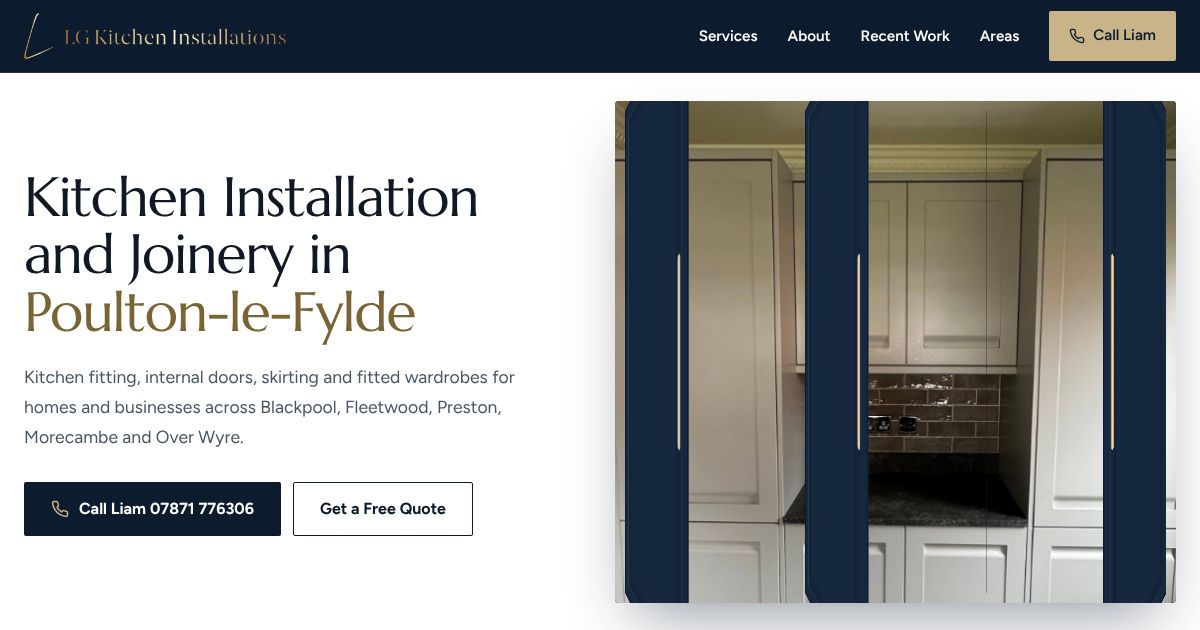 LG Kitchen Installations
Services
About
Recent Work
Areas
Call Liam
Kitchen Installation
and Joinery in
Poulton-le-Fylde
Kitchen fitting, internal doors, skirting and fitted wardrobes for
homes and businesses across Blackpool, Fleetwood, Preston,
Morecambe and Over Wyre.
Call Liam 07871 776306
Get a Free Quote